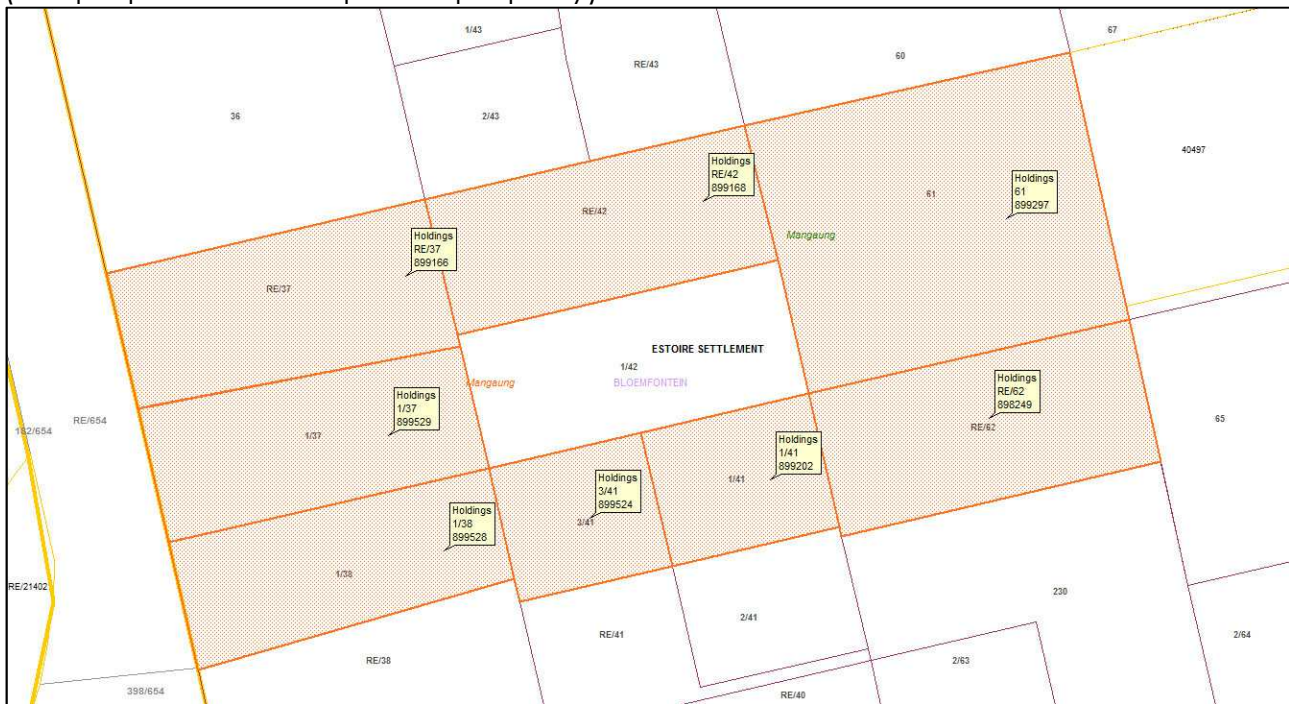 1/43
67
RE/43
60
36
2/43
40497
Holdings
RE/42
899168
Holdings
61
899297
61
RE/42
Mangaung
Holdings
RE/37
899166
RE/37
ESTOIRE SETTLEMENT
1/42
BLOEMFONTEIN
Mangaung
Holdings
RE/62
898249
RE/62
Holdings
1/37
899529
1/37
RE/654
182/654
65
Holdings
1/41
899202
1/41
Holdings
3/41
899524
3/41
Holdings
1/38
899528
1/38
RE/21402
230
2/41
RE/41
2/64
RE/38
2/63
398/654
RE/40